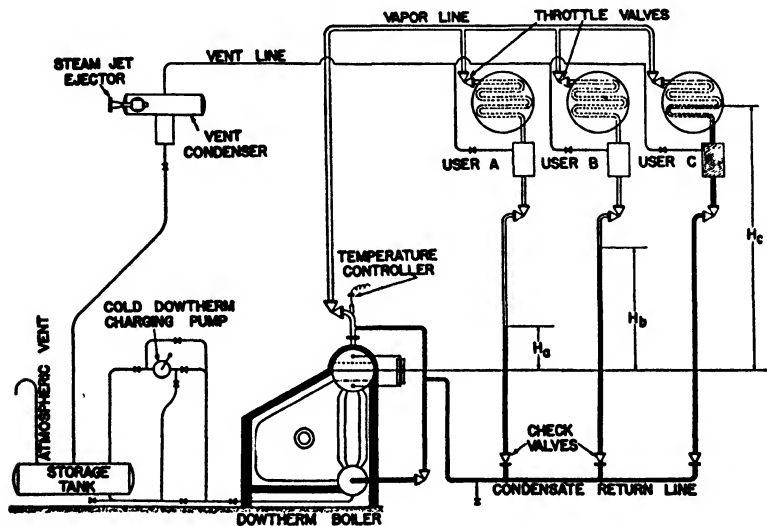 VAPOR LINE
THROTTLE VALVES
STEAM JET
EJECTOR
VENT LINE
VENT
CONDENSER
USER A
USER B
USER C
Hc
TEMPERATURE
CONTROLLER
COLD DOWTHERM
CHARGING PUMP
Hb
Ha
ATMOSPHERIC VENT
CHECK
VALVES
STORAGE
TANK
CONDENSATE RETURN LINE
DOWTHERM BOILER